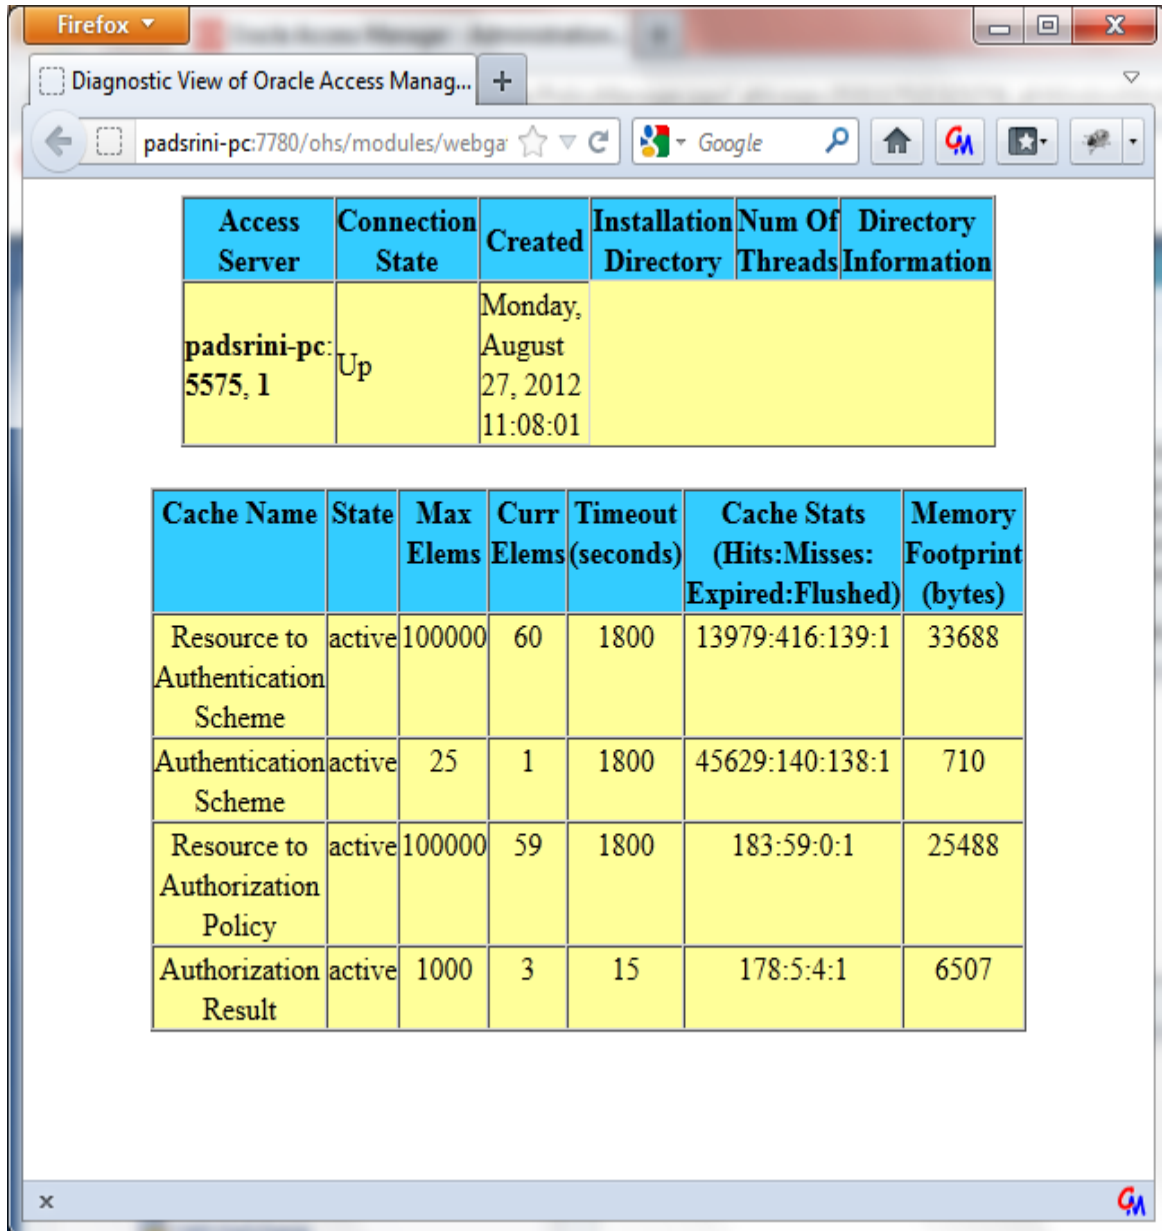 Firefox
Diagnostic View of Oracle Access Manag...
padsrini-pc:7780/ohs/modules/webga
Google
Access Server
Connection State
Created
Installation Directory
Num Of Threads
Directory Information
padsrini-pc:
5575, 1
Up
Monday,
August
27, 2012
11:08:01
Cache Name
State
Max Elems
Curr Elems
Timeout (seconds)
Cache Stats
(Hits:Misses:
Expired:Flushed)
Memory
Footprint
(bytes)
Resource to
Authentication
Scheme
active
100000
60
1800
13979:416:139:1
33688
Authentication
Scheme
active
25
1
1800
45629:140:138:1
710
Resource to
Authorization
Policy
active
100000
59
1800
183:59:0:1
25488
Authorization
Result
active
1000
3
15
178:5:4:1
6507